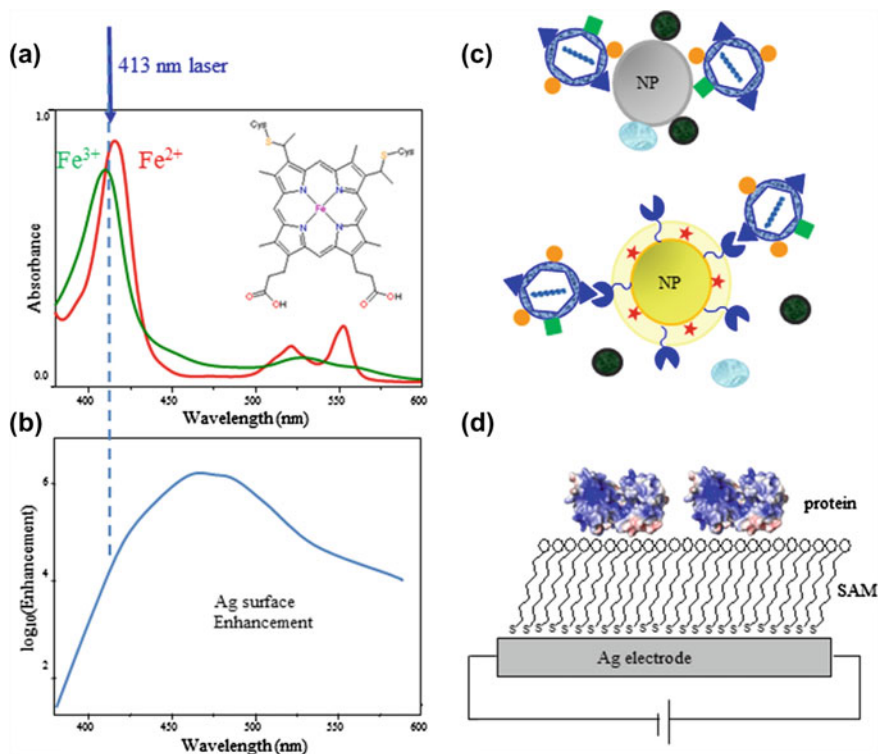 (a)
413 nm laser
1.0
Fe³⁺
Fe²⁺
Cys
S
Cys
S
N
N
Fe
N
N
O
OH
O
OH
Absorbance
0.0
400
450
500
550
600
Wavelength (nm)
(b)
6
4
2
log₁₀(Enhancement)
Ag surface
Enhancement
400
450
500
550
600
Wavelength (nm)
(c)
NP
NP
(d)
protein
SAM
S S S S S S S S S S S S S S S S S S S S
Ag electrode